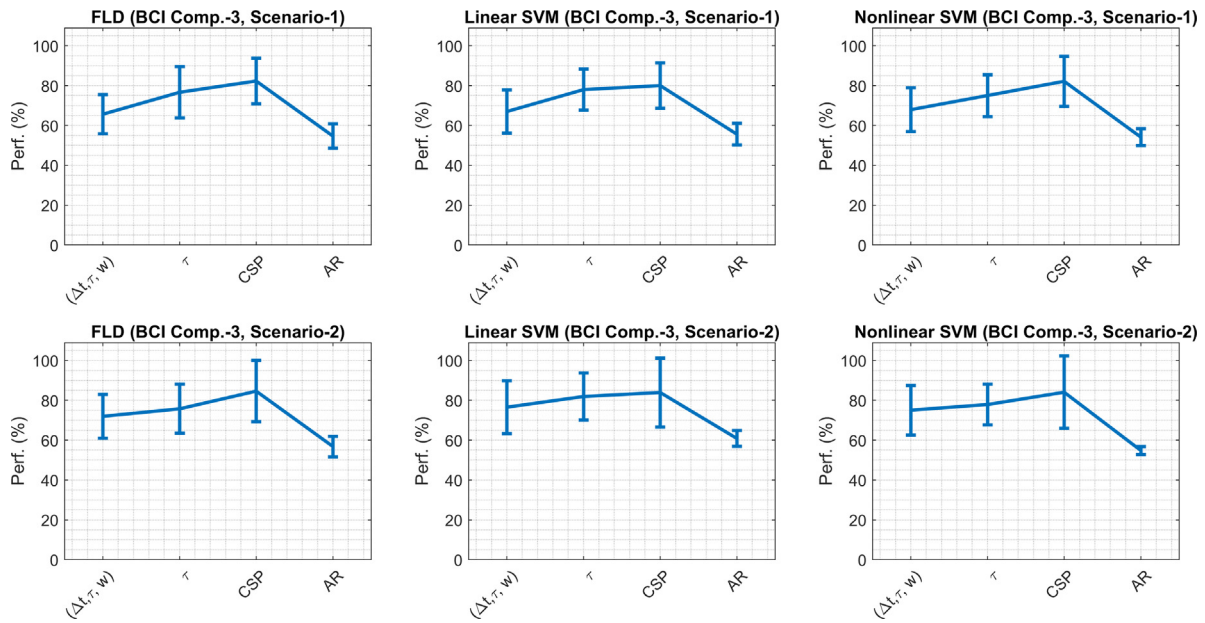 FLD (BCI Comp.-3, Scenario-1)
Perf. (%)
100
80
60
40
20
0
(Δt,τ, w)
τ
CSP
AR
Linear SVM (BCI Comp.-3, Scenario-1)
Perf. (%)
100
80
60
40
20
0
(Δt,τ, w)
τ
CSP
AR
Nonlinear SVM (BCI Comp.-3, Scenario-1)
Perf. (%)
100
80
60
40
20
0
(Δt,τ, w)
τ
CSP
AR
FLD (BCI Comp.-3, Scenario-2)
Perf. (%)
100
80
60
40
20
0
(Δt,τ, w)
τ
CSP
AR
Linear SVM (BCI Comp.-3, Scenario-2)
Perf. (%)
100
80
60
40
20
0
(Δt,τ, w)
τ
CSP
AR
Nonlinear SVM (BCI Comp.-3, Scenario-2)
Perf. (%)
100
80
60
40
20
0
(Δt,τ, w)
τ
CSP
AR